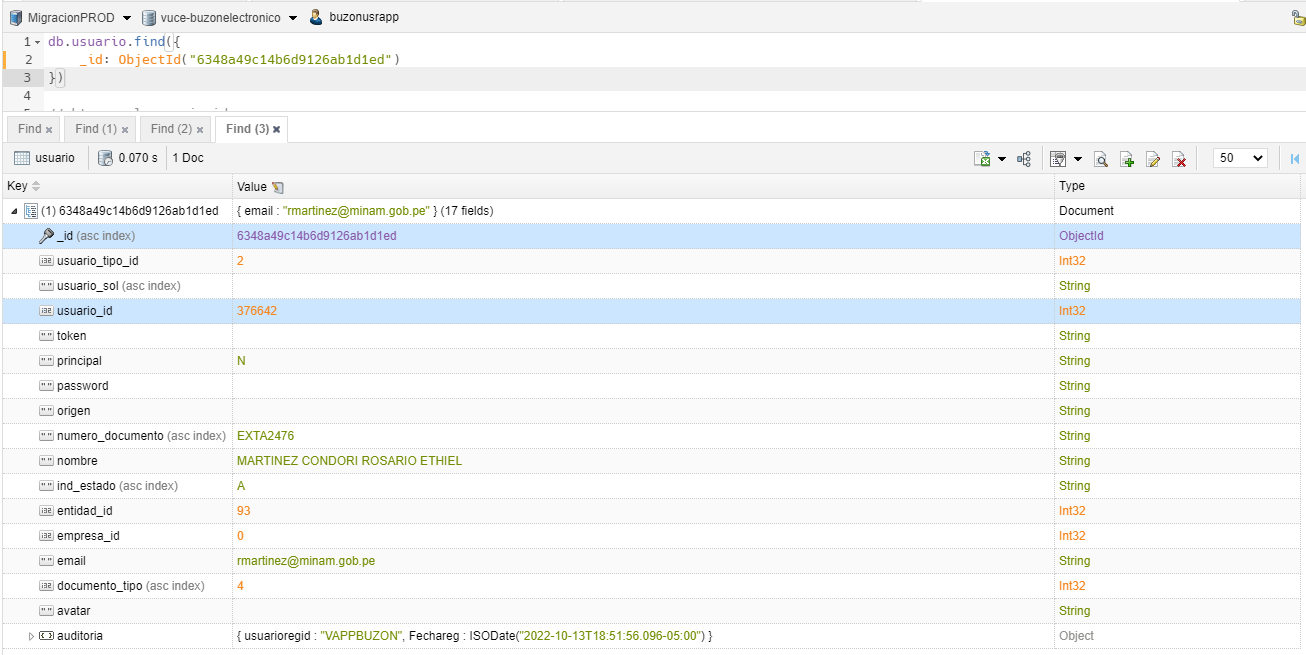 MigracionPROD vuce-buzonelectronico buzonusrapp
1 db.usuario.find({
2 _id: ObjectId("6348a49c14b6d9126ab1d1ed")
3 })
4
Find × Find (1) × Find (2) × Find (3) ×
usuario 0.070 s 1 Doc 50
Key Value Type
(1) 6348a49c14b6d9126ab1d1ed { email : "rmartinez@minam.gob.pe" } (17 fields) Document
_id (asc index) 6348a49c14b6d9126ab1d1ed ObjectId
i32 usuario_tipo_id 2 Int32
" " usuario_sol (asc index) String
i32 usuario_id 376642 Int32
" " token String
" " principal N String
" " password String
" " origen String
" " numero_documento (asc index) EXTA2476 String
" " nombre MARTINEZ CONDORI ROSARIO ETHIEL String
" " ind_estado (asc index) A String
i32 entidad_id 93 Int32
i32 empresa_id 0 Int32
" " email rmartinez@minam.gob.pe String
i32 documento_tipo (asc index) 4 Int32
" " avatar String
auditoria { usuarioregid : "VAPPBUZON", Fechareg : ISODate("2022-10-13T18:51:56.096-05:00") } Object